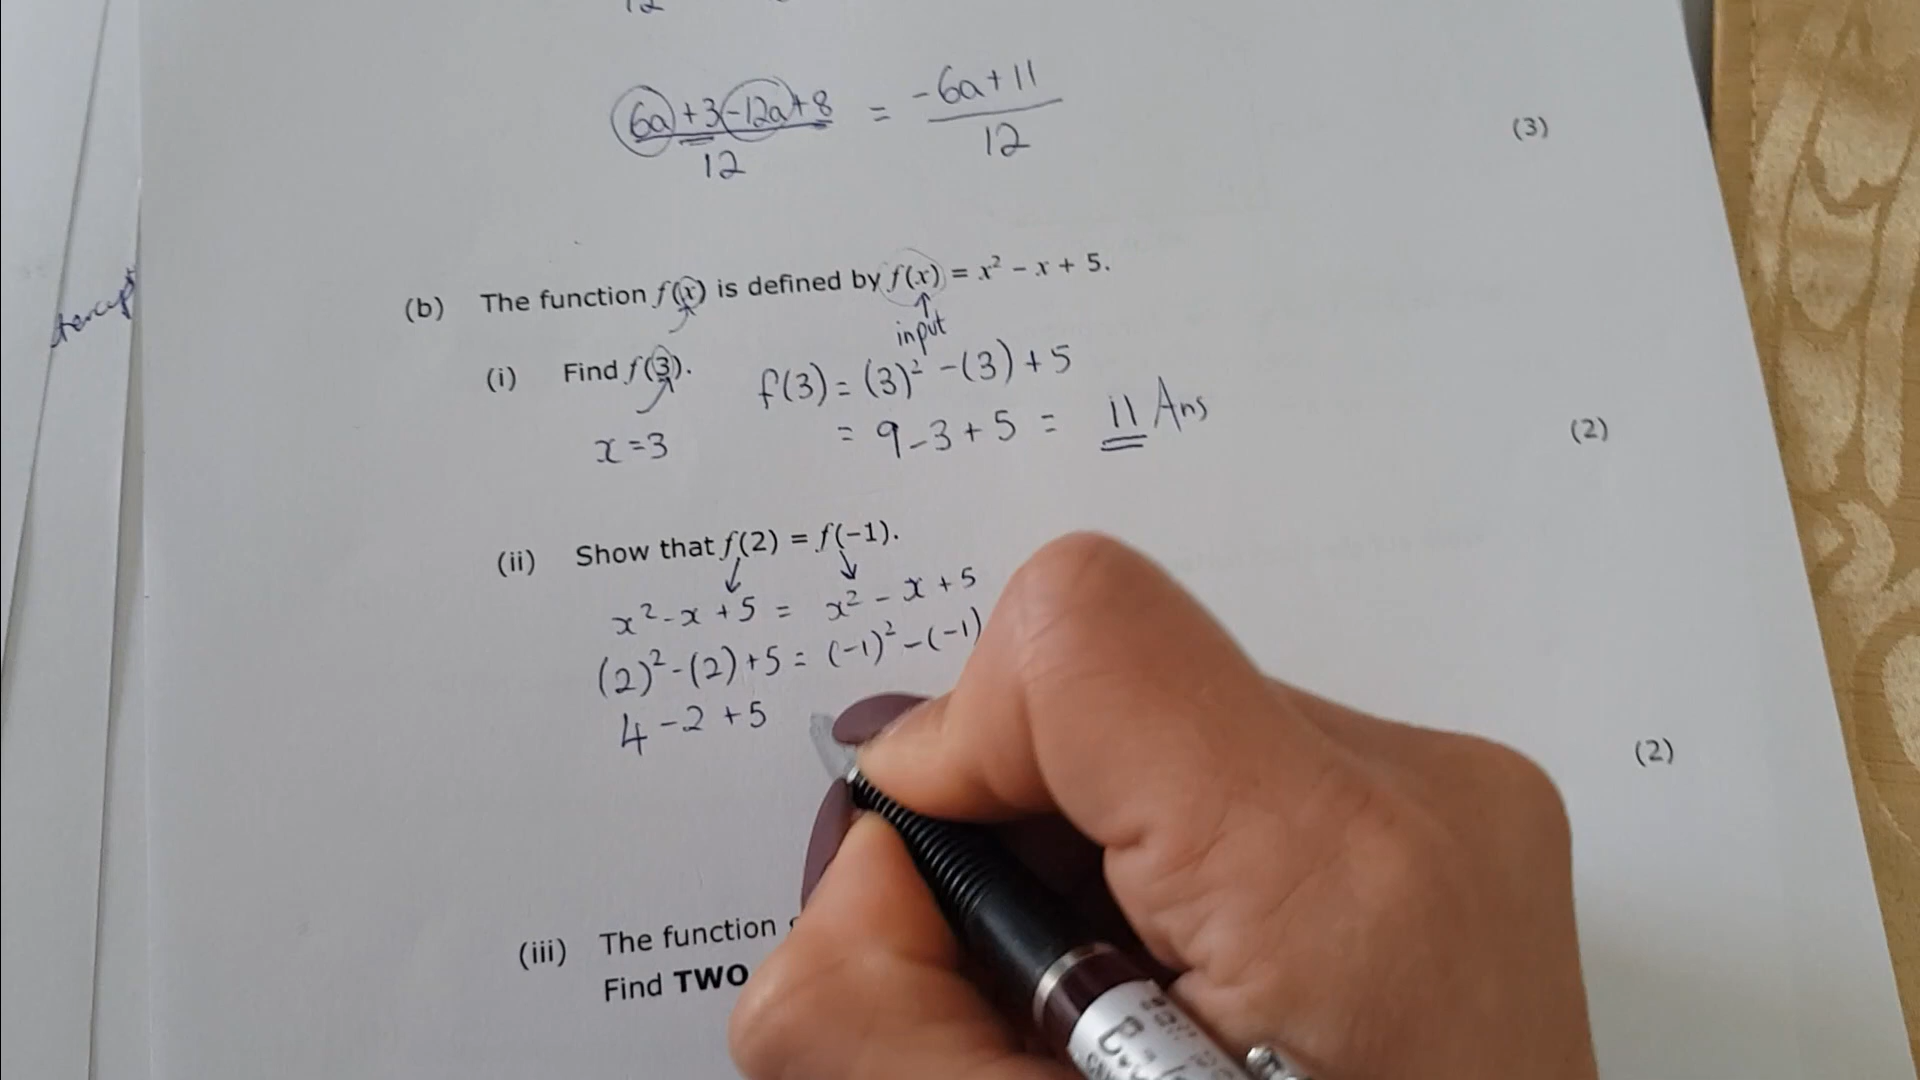 6a + 3 - 12a + 8 = -6a + 11
12 12
(3)
(b) The function f(x) is defined by f(x) = x² - x + 5.
input
(i) Find f(3). f(3) = (3)² - (3) + 5
x = 3 = 9 - 3 + 5 = 11 Ans
(2)
(ii) Show that f(2) = f(-1).
x² - x + 5 = x² - x + 5
(2)² - (2) + 5 = (-1)² - (-1)
4 - 2 + 5
(2)
(iii) The function
Find TWO